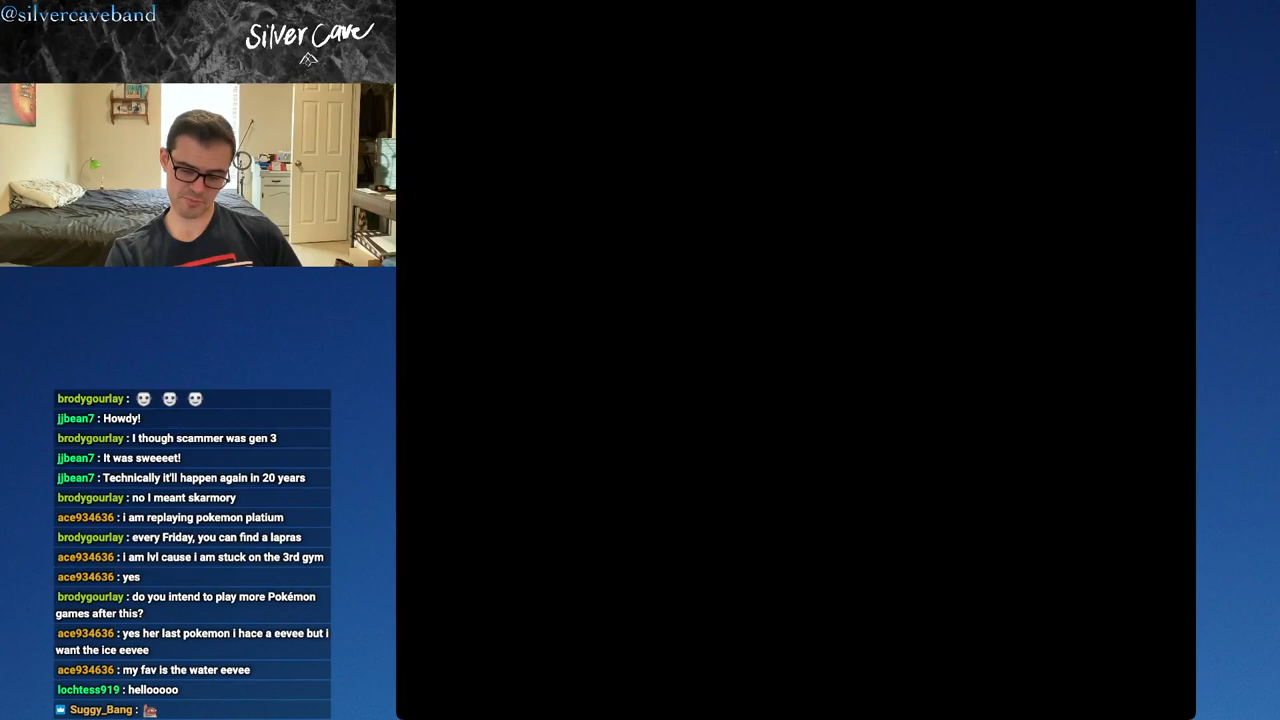 @silvercaveband
Silver Cave
brodygourlay :
jjbean7 : Howdy!
brodygourlay : I though scammer was gen 3
jjbean7 : It was sweeeet!
jjbean7 : Technically it'll happen again in 20 years
brodygourlay : no I meant skarmory
ace934636 : i am replaying pokemon platium
brodygourlay : every Friday, you can find a lapras
ace934636 : i am lvl cause i am stuck on the 3rd gym
ace934636 : yes
brodygourlay : do you intend to play more Pokémon
games after this?
ace934636 : yes her last pokemon i hace a eevee but i
want the ice eevee
ace934636 : my fav is the water eevee
lochtess919 : hellooooo
Suggy_Bang :